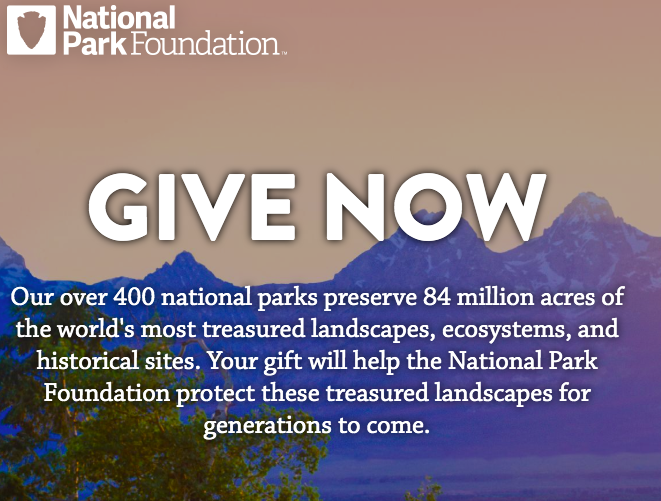 National
Park Foundation™
GIVE NOW
Our over 400 national parks preserve 84 million acres of
the world's most treasured landscapes, ecosystems, and
historical sites. Your gift will help the National Park
Foundation protect these treasured landscapes for
generations to come.